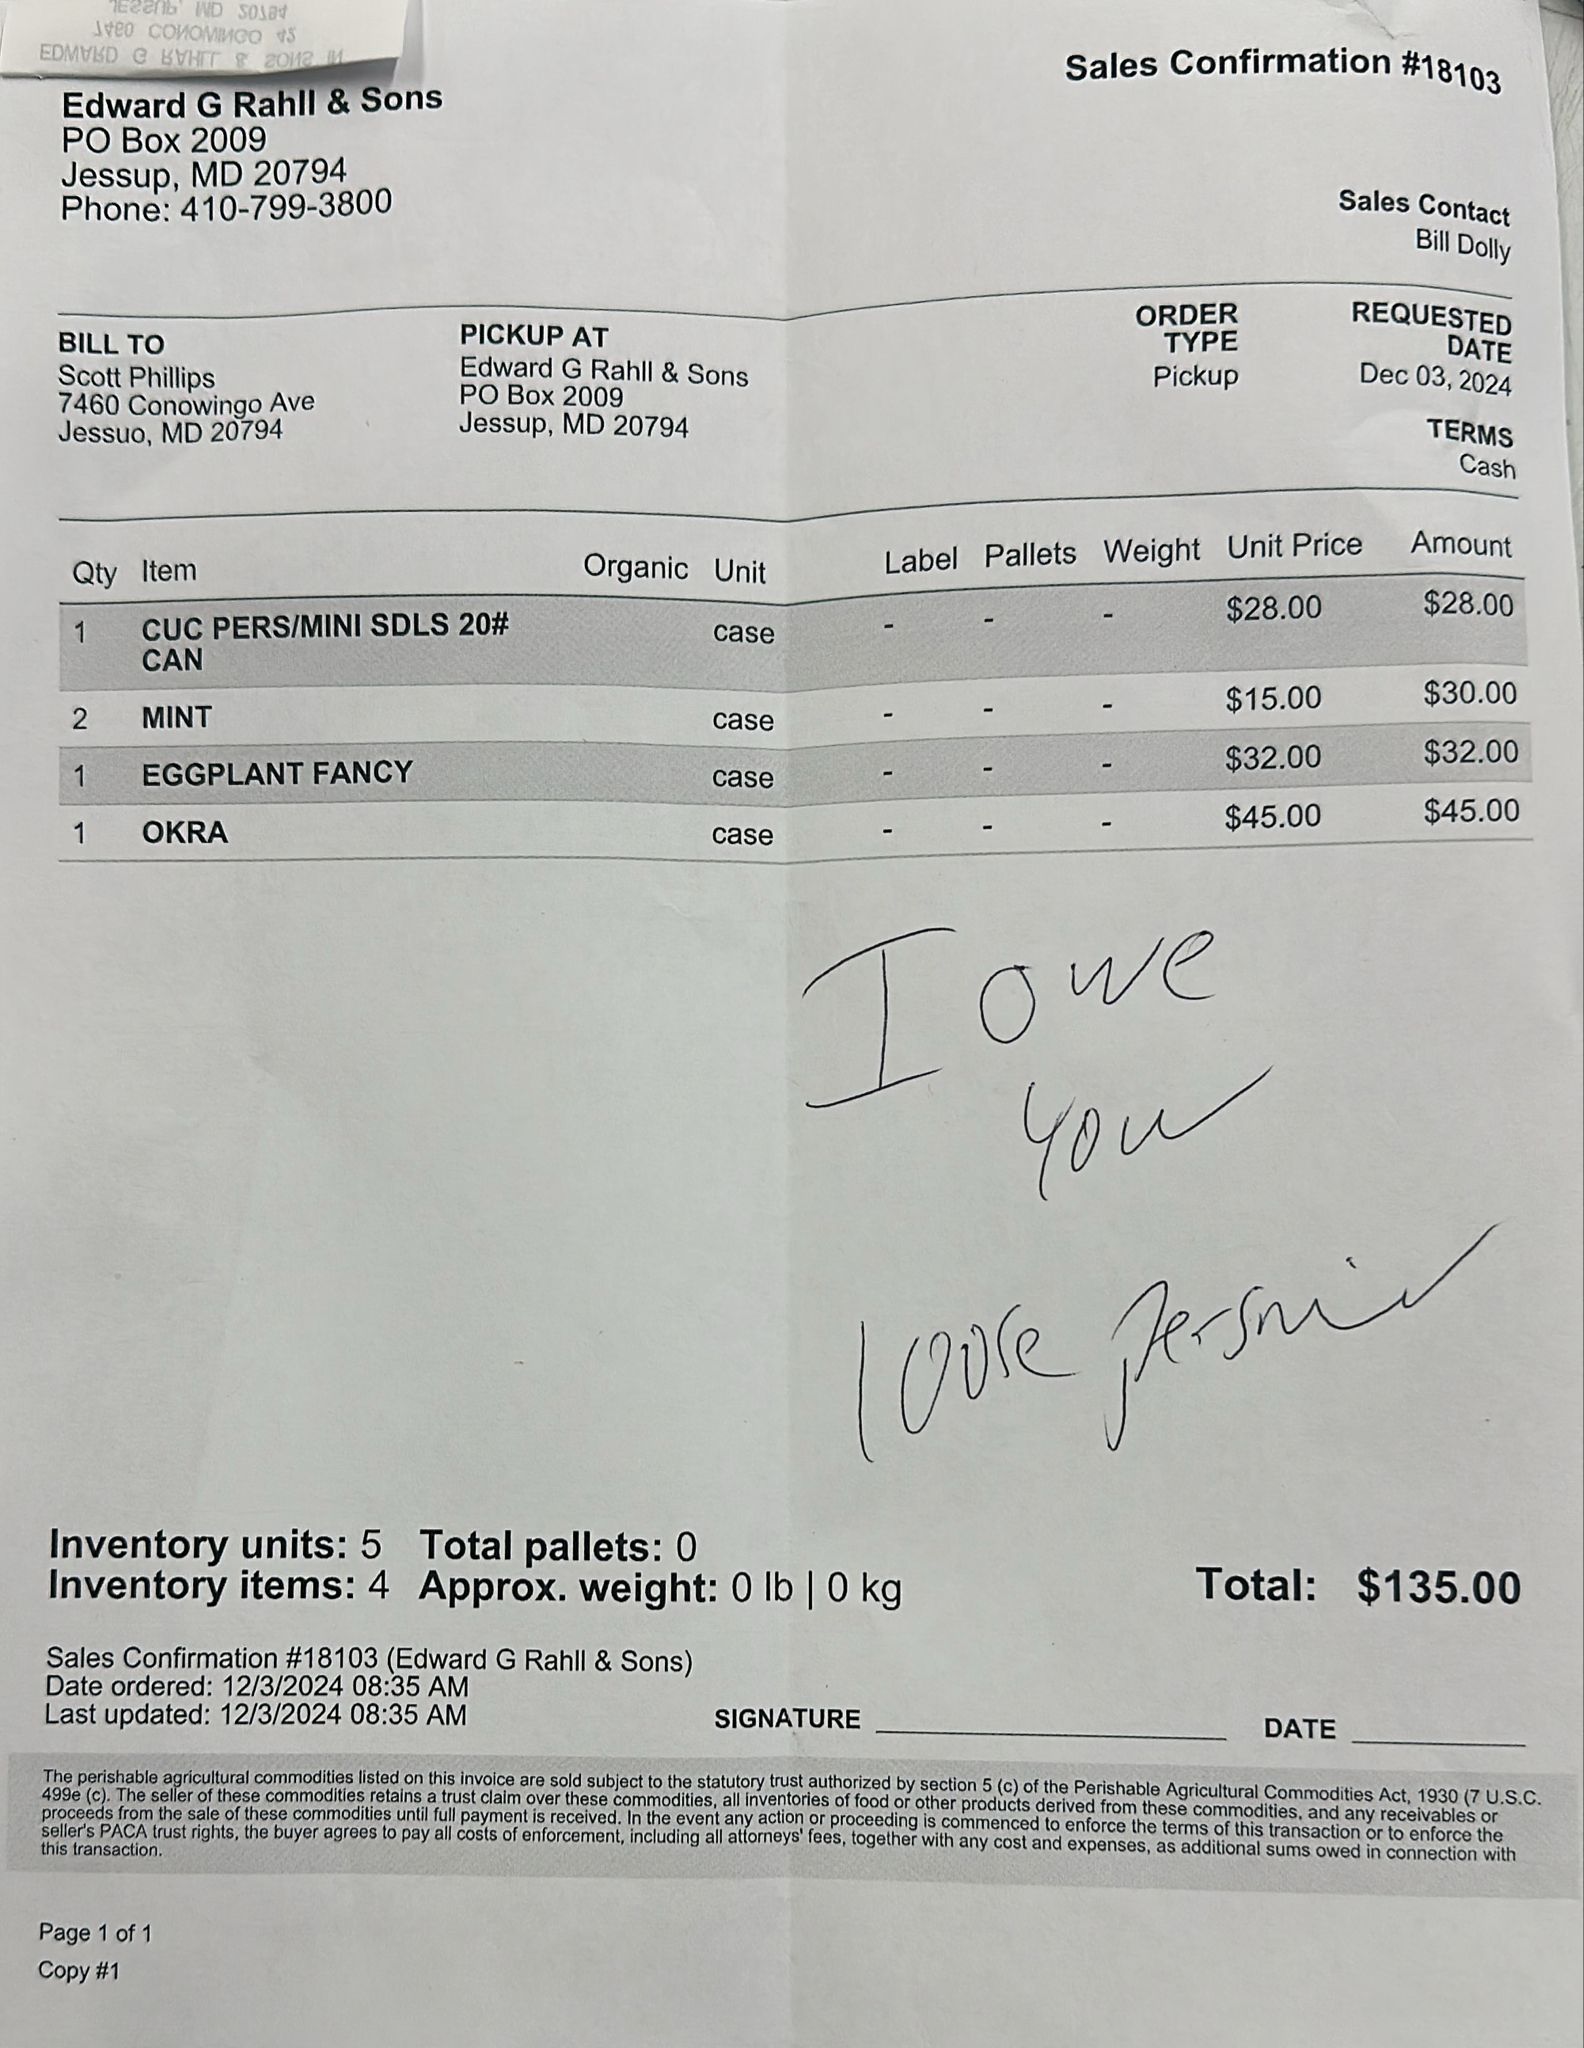 JESSUP, MD 20794
EDWARD G RAHLL & SONS IN
Edward G Rahll & Sons
PO Box 2009
Jessup, MD 20794
Phone: 410-799-3800
Sales Confirmation #18103
Sales Contact
Bill Dolly
BILL TO
Scott Phillips
7460 Conowingo Ave
Jessuo, MD 20794
PICKUP AT
Edward G Rahll & Sons
PO Box 2009
Jessup, MD 20794
ORDER
TYPE
Pickup
REQUESTED
DATE
Dec 03, 2024
TERMS
Cash
Qty Item Organic Unit Label Pallets Weight Unit Price Amount
1 CUC PERS/MINI SDLS 20# case - - - $28.00 $28.00
CAN
2 MINT case - - - $15.00 $30.00
1 EGGPLANT FANCY case - - - $32.00 $32.00
1 OKRA case - - - $45.00 $45.00
I owe
you
1 loose
Inventory units: 5 Total pallets: 0
Inventory items: 4 Approx. weight: 0 lb | 0 kg
Total: $135.00
Sales Confirmation #18103 (Edward G Rahll & Sons)
Date ordered: 12/3/2024 08:35 AM
Last updated: 12/3/2024 08:35 AM
SIGNATURE DATE
The perishable agricultural commodities listed on this invoice are sold subject to the statutory trust authorized by section 5 (c) of the Perishable Agricultural Commodities Act, 1930 (7 U.S.C.
499e (c). The seller of these commodities retains a trust claim over these commodities, all inventories of food or other products derived from these commodities, and any receivables or
proceeds from the sale of these commodities until full payment is received. In the event any action or proceeding is commenced to enforce the terms of this transaction or to enforce the
seller's PACA trust rights, the buyer agrees to pay all costs of enforcement, including all attorneys' fees, together with any cost and expenses, as additional sums owed in connection with
this transaction.
Page 1 of 1
Copy #1